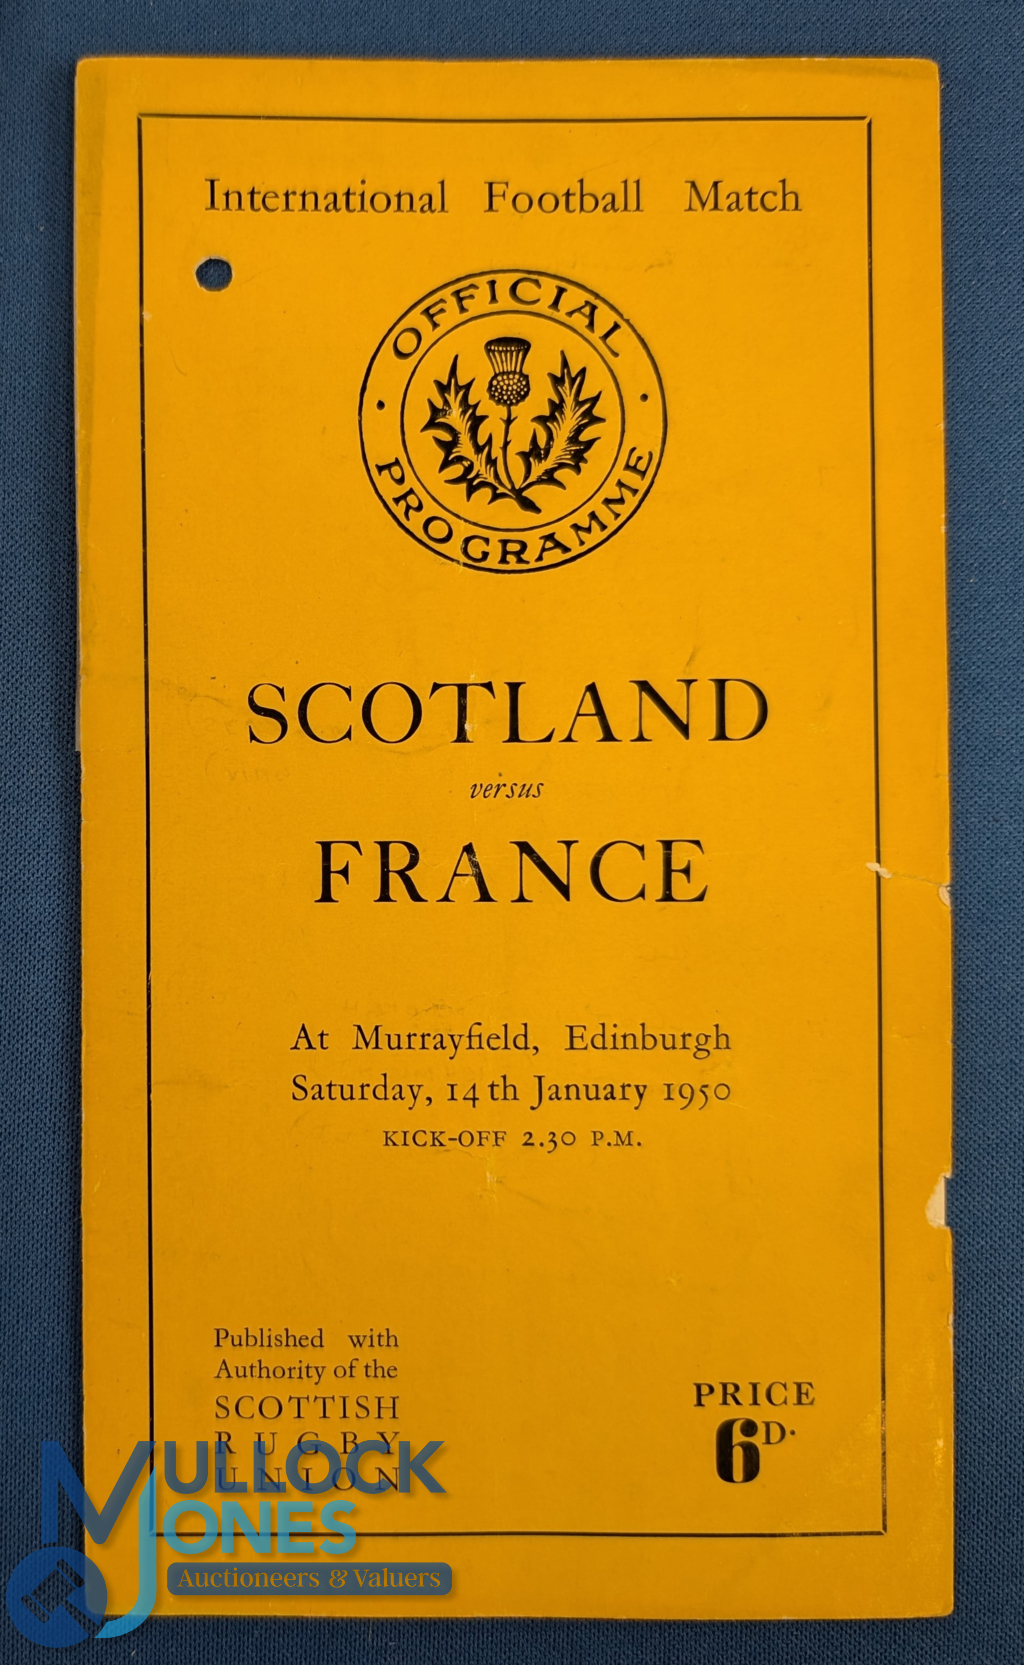 International Football Match
OFFICIAL
PROGRAMME
SCOTLAND
versus
FRANCE
At Murrayfield, Edinburgh
Saturday, 14th January 1950
KICK-OFF 2.30 P.M.
Published with
Authority of the
SCOTTISH
RUGBY
UNION
PRICE
6D.
MULLOCK
JONES
Auctioneers & Valuers